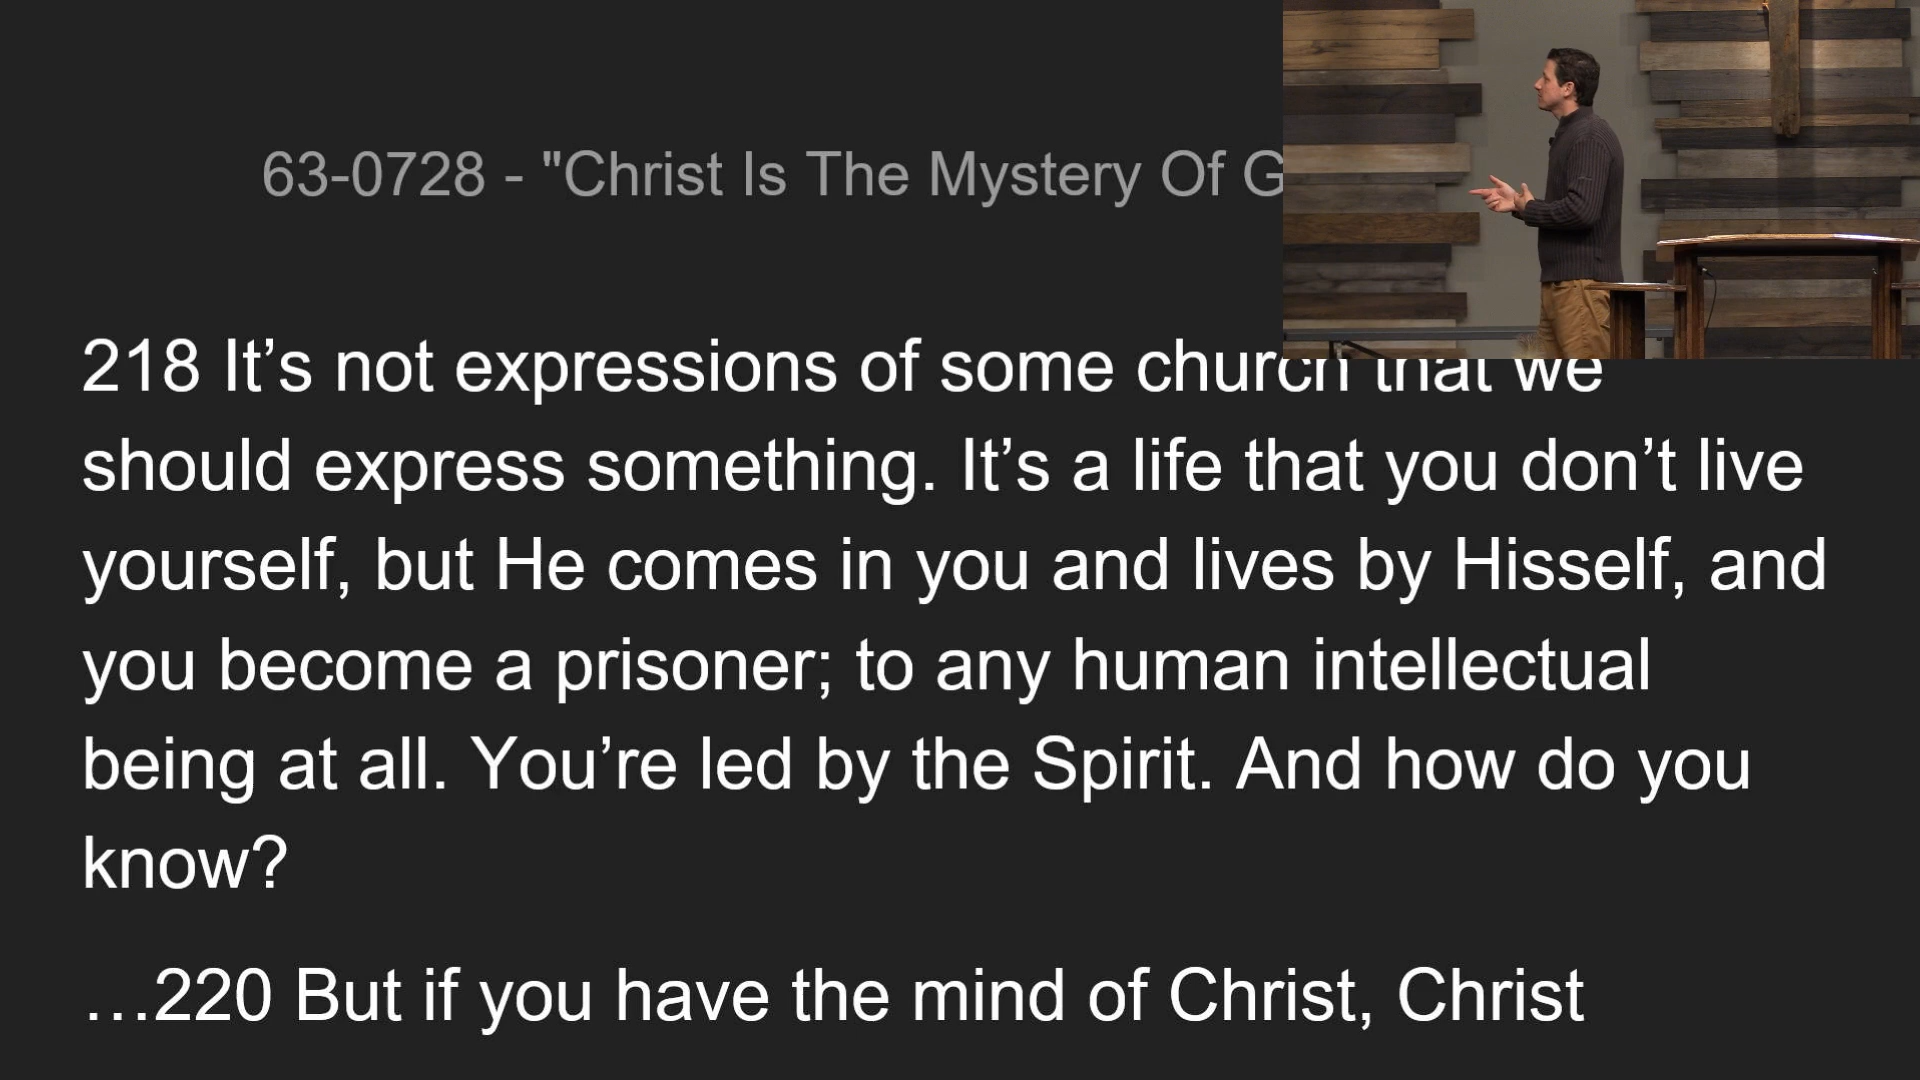 63-0728 - "Christ Is The Mystery Of G
218 It’s not expressions of some church that we
should express something. It’s a life that you don’t live
yourself, but He comes in you and lives by Hisself, and
you become a prisoner; to any human intellectual
being at all. You’re led by the Spirit. And how do you
know?
…220 But if you have the mind of Christ, Christ